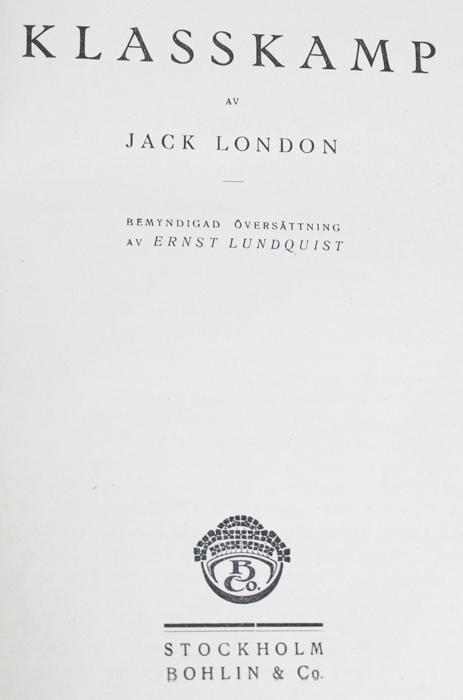 KLASSKAMP
AV
JACK LONDON
BEMYNDIGAD ÖVERSÄTTNING
AV ERNST LUNDQUIST
B
Co.
STOCKHOLM
BOHLIN & Co.